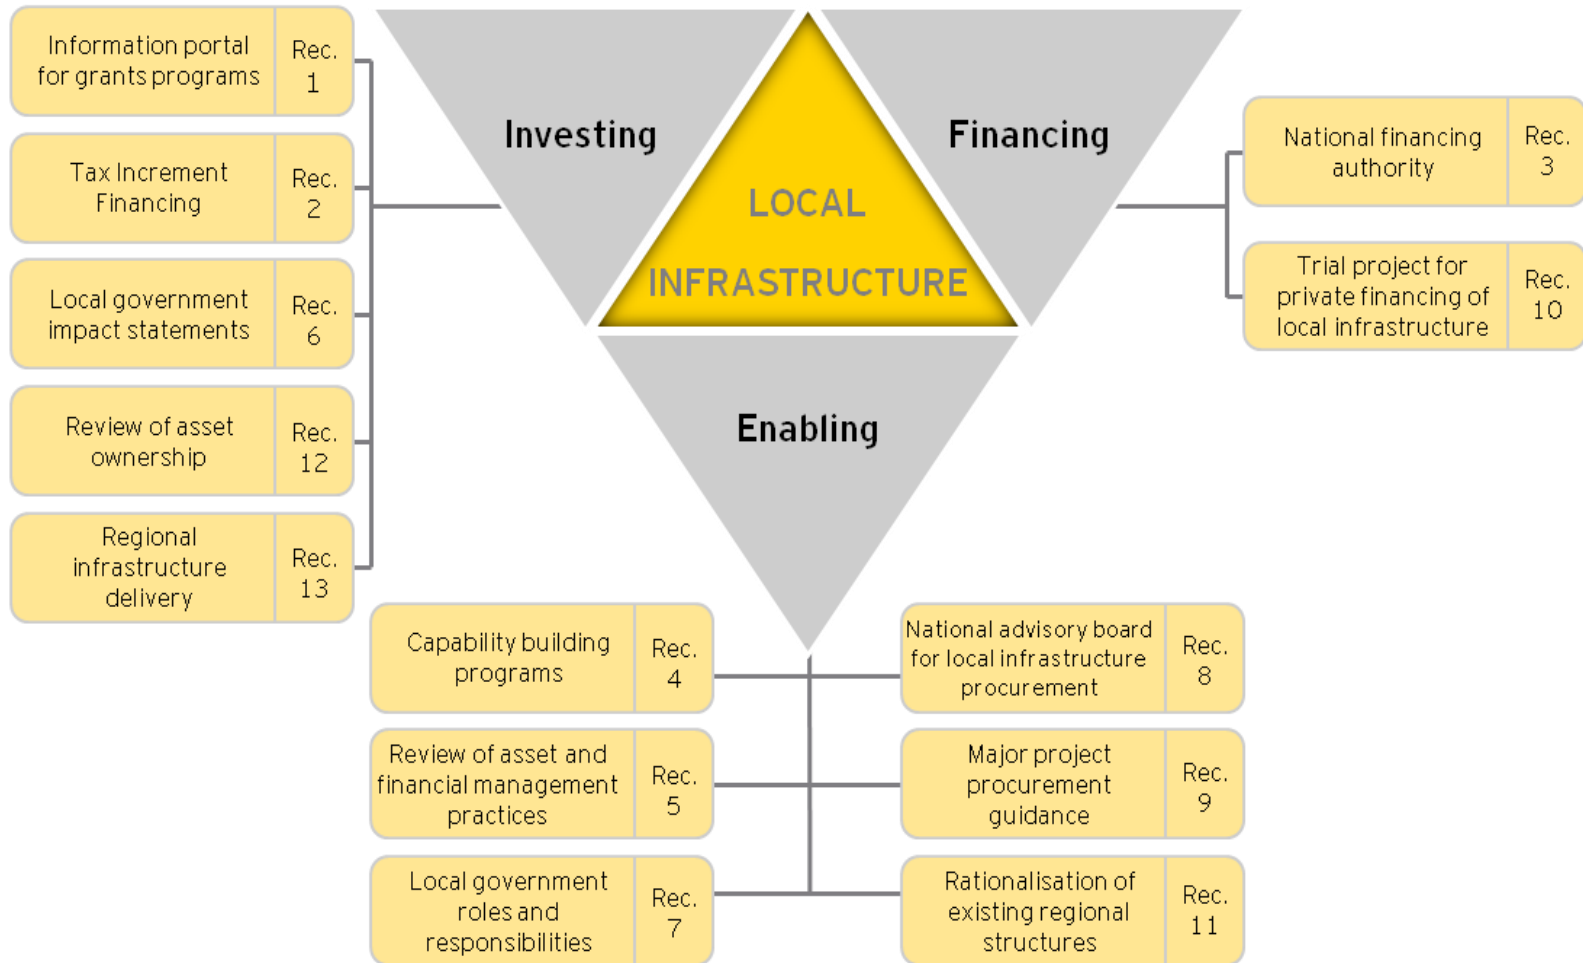 Information portal
for grants programs
Rec.
1
Tax Increment
Financing
Rec.
2
Local government
impact statements
Rec.
6
Review of asset
ownership
Rec.
12
Regional
infrastructure
delivery
Rec.
13
Investing
LOCAL
INFRASTRUCTURE
Financing
Enabling
National financing
authority
Rec.
3
Trial project for
private financing of
local infrastructure
Rec.
10
Capability building
programs
Rec.
4
Review of asset and
financial management
practices
Rec.
5
Local government
roles and
responsibilities
Rec.
7
National advisory board
for local infrastructure
procurement
Rec.
8
Major project
procurement
guidance
Rec.
9
Rationalisation of
existing regional
structures
Rec.
11